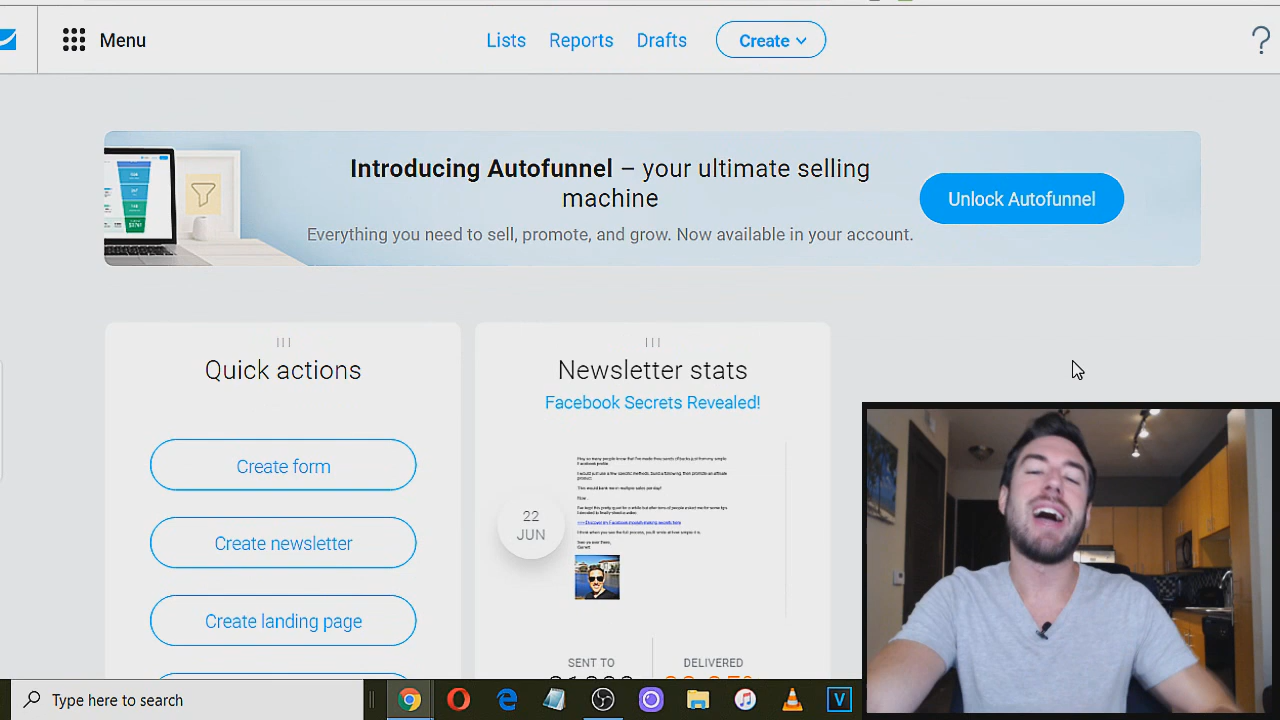 Menu
Lists
Reports
Drafts
Create
?
Introducing Autofunnel – your ultimate selling
machine
Everything you need to sell, promote, and grow. Now available in your account.
Unlock Autofunnel
Quick actions
Create form
Create newsletter
Create landing page
Newsletter stats
Facebook Secrets Revealed!
22
JUN
SENT TO
DELIVERED
Type here to search